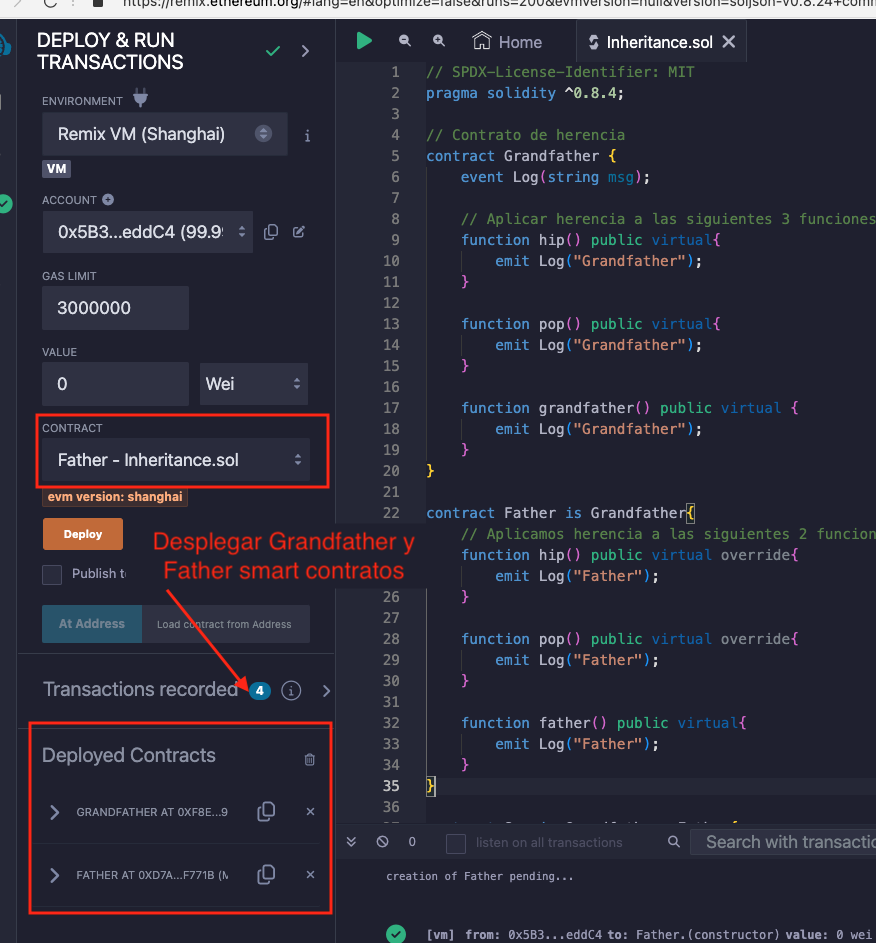 https://remix.ethereum.org/#lang=en&optimize=false&runs=200&evmVersion=null&version=soljson-v0.8.24+comm
DEPLOY & RUN
TRANSACTIONS
ENVIRONMENT
Remix VM (Shanghai)
VM
ACCOUNT
0x5B3...eddC4 (99.9
GAS LIMIT
3000000
VALUE
0
Wei
CONTRACT
Father - Inheritance.sol
evm version: shanghai
Deploy
Publish t
At Address
Load contract from Address
Desplegar Grandfather y
Father smart contratos
Transactions recorded 4 i
Deployed Contracts
GRANDFATHER AT 0XF8E...9
FATHER AT 0XD7A...F771B (M
Home
Inheritance.sol
1 // SPDX-License-Identifier: MIT
2 pragma solidity ^0.8.4;
3
4 // Contrato de herencia
5 contract Grandfather {
6 event Log(string msg);
7
8 // Aplicar herencia a las siguientes 3 funciones
9 function hip() public virtual{
10 emit Log("Grandfather");
11 }
12
13 function pop() public virtual{
14 emit Log("Grandfather");
15 }
16
17 function grandfather() public virtual {
18 emit Log("Grandfather");
19 }
20 }
21
22 contract Father is Grandfather{
// Aplicamos herencia a las siguientes 2 funcion
function hip() public virtual override{
emit Log("Father");
26 }
27
28 function pop() public virtual override{
29 emit Log("Father");
30 }
31
32 function father() public virtual{
33 emit Log("Father");
34 }
35 }
36
0
listen on all transactions
Search with transactio
creation of Father pending...
[vm] from: 0x5B3...eddC4 to: Father.(constructor) value: 0 wei